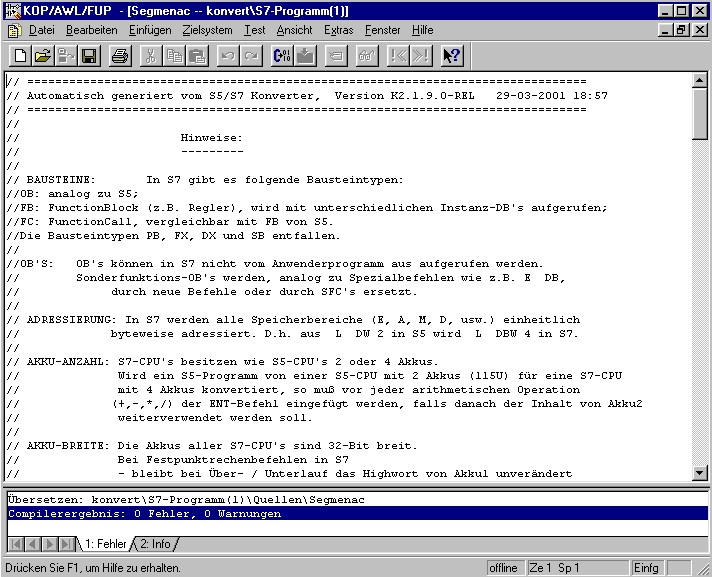 KOP/AWL/FUP - [Segmenac -- konvert\S7-Programm(1)]
Datei Bearbeiten Einfügen Zielsystem Test Ansicht Extras Fenster Hilfe
// ================================================================================
// Automatisch generiert vom S5/S7 Konverter, Version K2.1.9.0-REL 29-03-2001 18:57
// ================================================================================
//
// Hinweise:
// ---------
//
// BAUSTEINE: In S7 gibt es folgende Bausteintypen:
//OB: analog zu S5;
//FB: FunctionBlock (z.B. Regler), wird mit unterschiedlichen Instanz-DB's aufgerufen;
//FC: FunctionCall, vergleichbar mit FB von S5.
//Die Bausteintypen PB, FX, DX und SB entfallen.
//
//OB'S: OB's können in S7 nicht vom Anwenderprogramm aus aufgerufen werden.
// Sonderfunktions-OB's werden, analog zu Spezialbefehlen wie z.B. E DB,
// durch neue Befehle oder durch SFC's ersetzt.
//
// ADRESSIERUNG: In S7 werden alle Speicherbereiche (E, A, M, D, usw.) einheitlich
// byteweise adressiert. D.h. aus L DW 2 in S5 wird L DBW 4 in S7.
//
// AKKU-ANZAHL: S7-CPU's besitzen wie S5-CPU's 2 oder 4 Akkus.
// Wird ein S5-Programm von einer S5-CPU mit 2 Akkus (115U) für eine S7-CPU
// mit 4 Akkus konvertiert, so muß vor jeder arithmetischen Operation
// (+,-,*,/) der ENT-Befehl eingefügt werden, falls danach der Inhalt von Akku2
// weiterverwendet werden soll.
//
// AKKU-BREITE: Die Akkus aller S7-CPU's sind 32-Bit breit.
// Bei Festpunktrechenbefehlen in S7
// - bleibt bei Über- / Unterlauf das Highwort von Akku1 unverändert
Übersetzen: konvert\S7-Programm(1)\Quellen\Segmenac
Compilerergebnis: 0 Fehler, 0 Warnungen
1: Fehler 2: Info
Drücken Sie F1, um Hilfe zu erhalten. offline Ze 1 Sp 1 Einfg